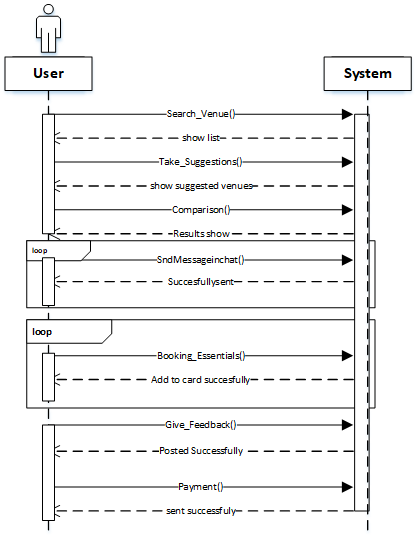 User
System
Search_Venue()
show list
Take_Suggestions()
show suggested venues
Comparison()
Results show
loop
SndMessageinchat()
Succesfullysent
loop
Booking_Essentials()
Add to card succesfully
Give_Feedback()
Posted Successfully
Payment()
sent successfuly